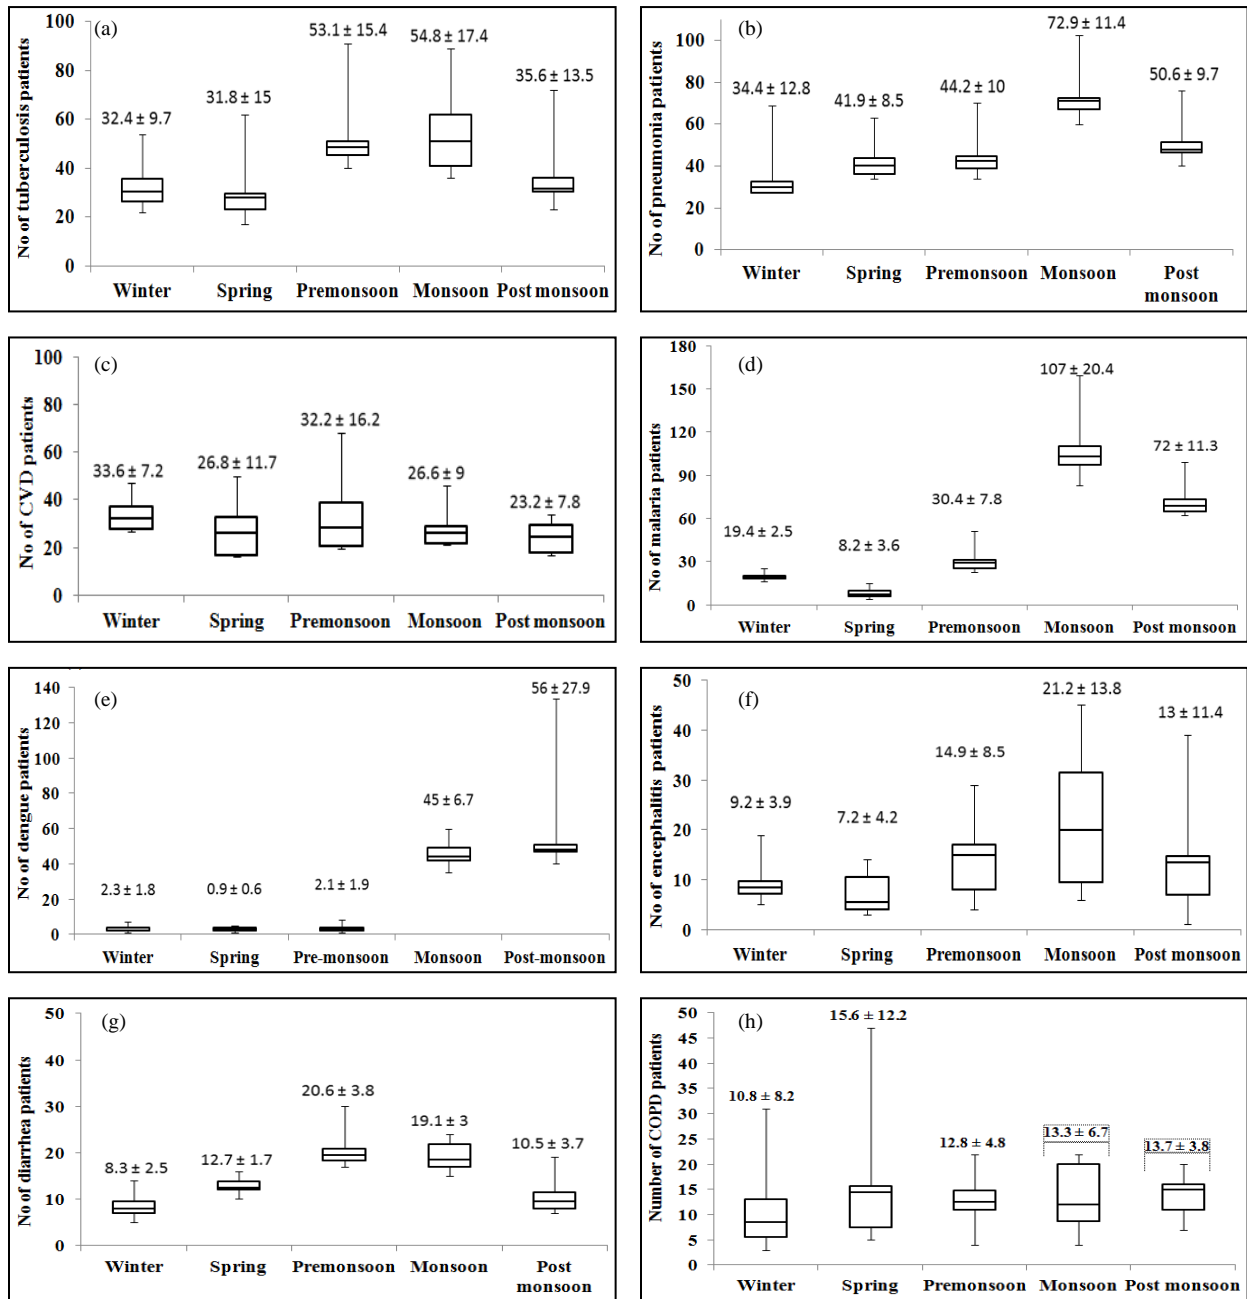 (a)
No of tuberculosis patients
100
80
60
40
20
0
32.4 ± 9.7
31.8 ± 15
53.1 ± 15.4
54.8 ± 17.4
35.6 ± 13.5
Winter Spring Premonsoon Monsoon Post monsoon
(b)
No of pneumonia patients
100
80
60
40
20
0
34.4 ± 12.8
41.9 ± 8.5
44.2 ± 10
72.9 ± 11.4
50.6 ± 9.7
Winter Spring Premonsoon Monsoon Post
monsoon
(c)
No of CVD patients
100
80
60
40
20
0
33.6 ± 7.2
26.8 ± 11.7
32.2 ± 16.2
26.6 ± 9
23.2 ± 7.8
Winter Spring Premonsoon Monsoon Post monsoon
(d)
No of malaria patients
180
150
120
90
60
30
0
19.4 ± 2.5
8.2 ± 3.6
30.4 ± 7.8
107 ± 20.4
72 ± 11.3
Winter Spring Premonsoon Monsoon Post monsoon
(e)
No of dengue patients
140
120
100
80
60
40
20
0
2.3 ± 1.8
0.9 ± 0.6
2.1 ± 1.9
45 ± 6.7
56 ± 27.9
Winter Spring Pre-monsoon Monsoon Post-monsoon
(f)
No of encephalitis patients
50
40
30
20
10
0
9.2 ± 3.9
7.2 ± 4.2
14.9 ± 8.5
21.2 ± 13.8
13 ± 11.4
Winter Spring Premonsoon Monsoon Post monsoon
(g)
No of diarrhea patients
50
40
30
20
10
0
8.3 ± 2.5
12.7 ± 1.7
20.6 ± 3.8
19.1 ± 3
10.5 ± 3.7
Winter Spring Premonsoon Monsoon Post
monsoon
(h)
Number of COPD patients
50
45
40
35
30
25
20
15
10
5
0
10.8 ± 8.2
15.6 ± 12.2
12.8 ± 4.8
13.3 ± 6.7
13.7 ± 3.8
Winter Spring Premonsoon Monsoon Post monsoon